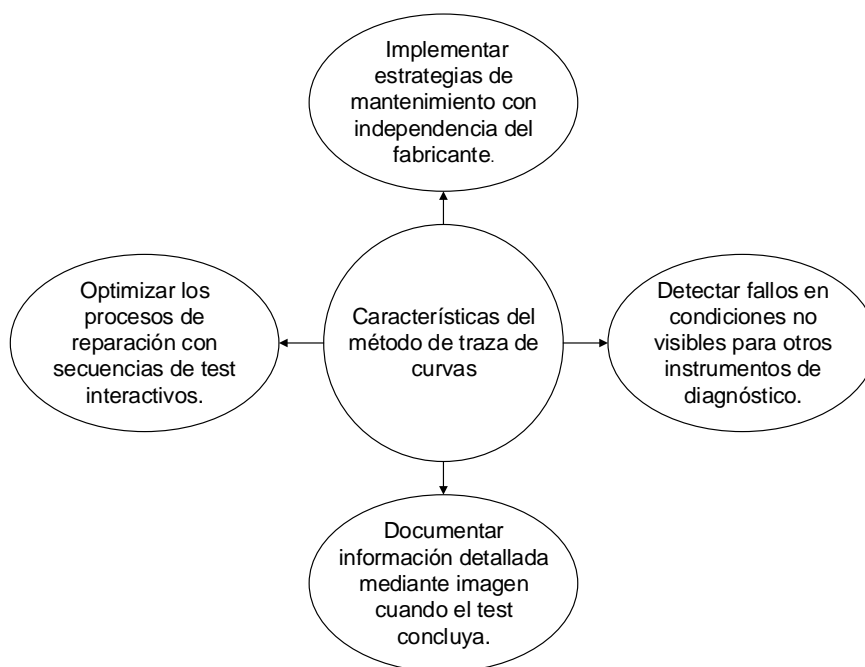 Implementar
estrategias de
mantenimiento con
independencia del
fabricante.
Optimizar los
procesos de
reparación con
secuencias de test
interactivos.
Características del
método de traza de
curvas
Detectar fallos en
condiciones no
visibles para otros
instrumentos de
diagnóstico.
Documentar
información detallada
mediante imagen
cuando el test
concluya.